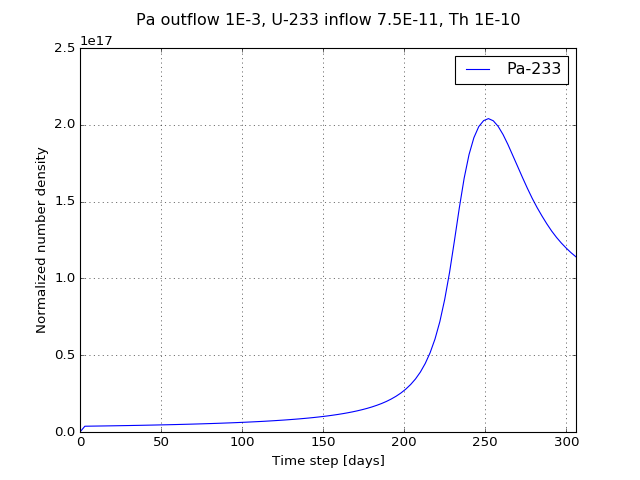 Pa outflow 1E-3, U-233 inflow 7.5E-11, Th 1E-10
1e17
Pa-233
2.5
2.0
1.5
1.0
0.5
0.0
Normalized number density
0 50 100 150 200 250 300
Time step [days]